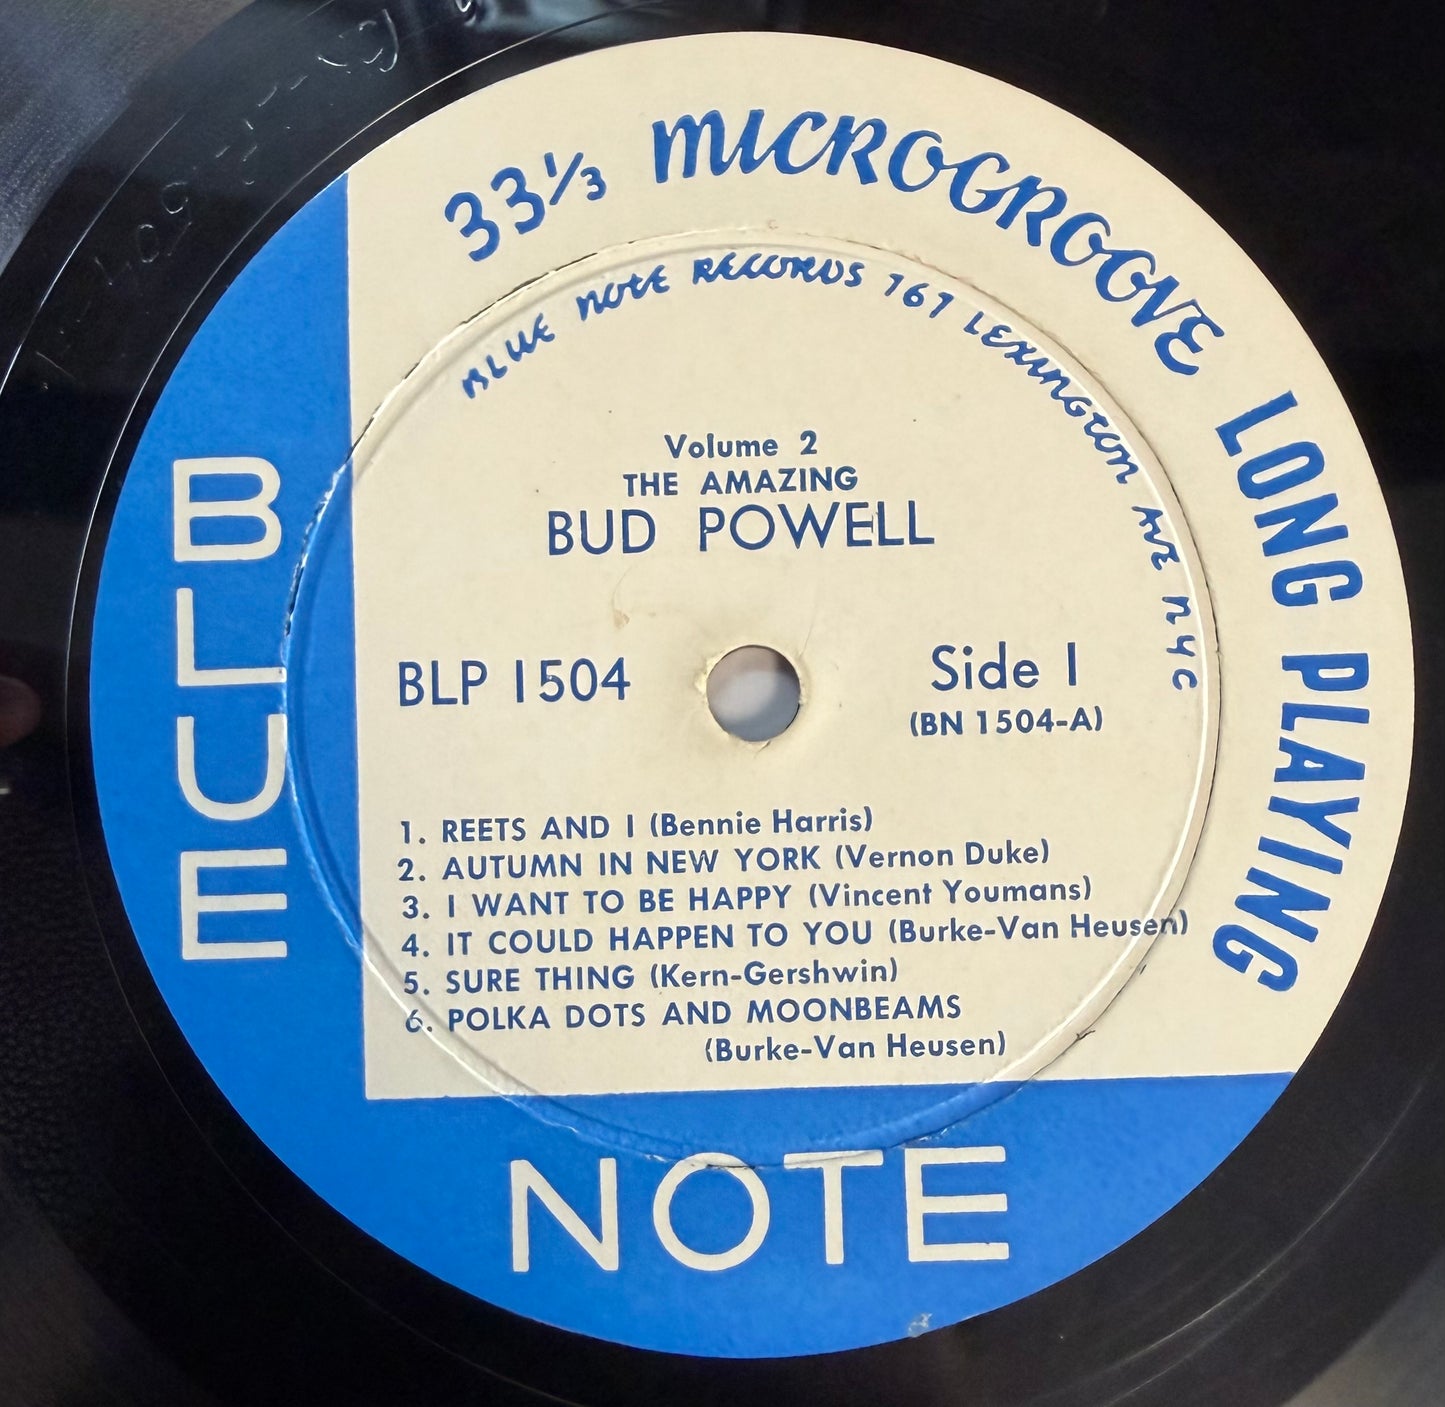 33⅓ MICROGROOVE LONG PLAYING
BLUE NOTE RECORDS 767 LEXINGTON AVE NYC
Volume 2
THE AMAZING
BUD POWELL
BLP 1504
Side 1
(BN 1504-A)
1. REETS AND I (Bennie Harris)
2. AUTUMN IN NEW YORK (Vernon Duke)
3. I WANT TO BE HAPPY (Vincent Youmans)
4. IT COULD HAPPEN TO YOU (Burke-Van Heusen)
5. SURE THING (Kern-Gershwin)
6. POLKA DOTS AND MOONBEAMS
(Burke-Van Heusen)
BLUE
NOTE